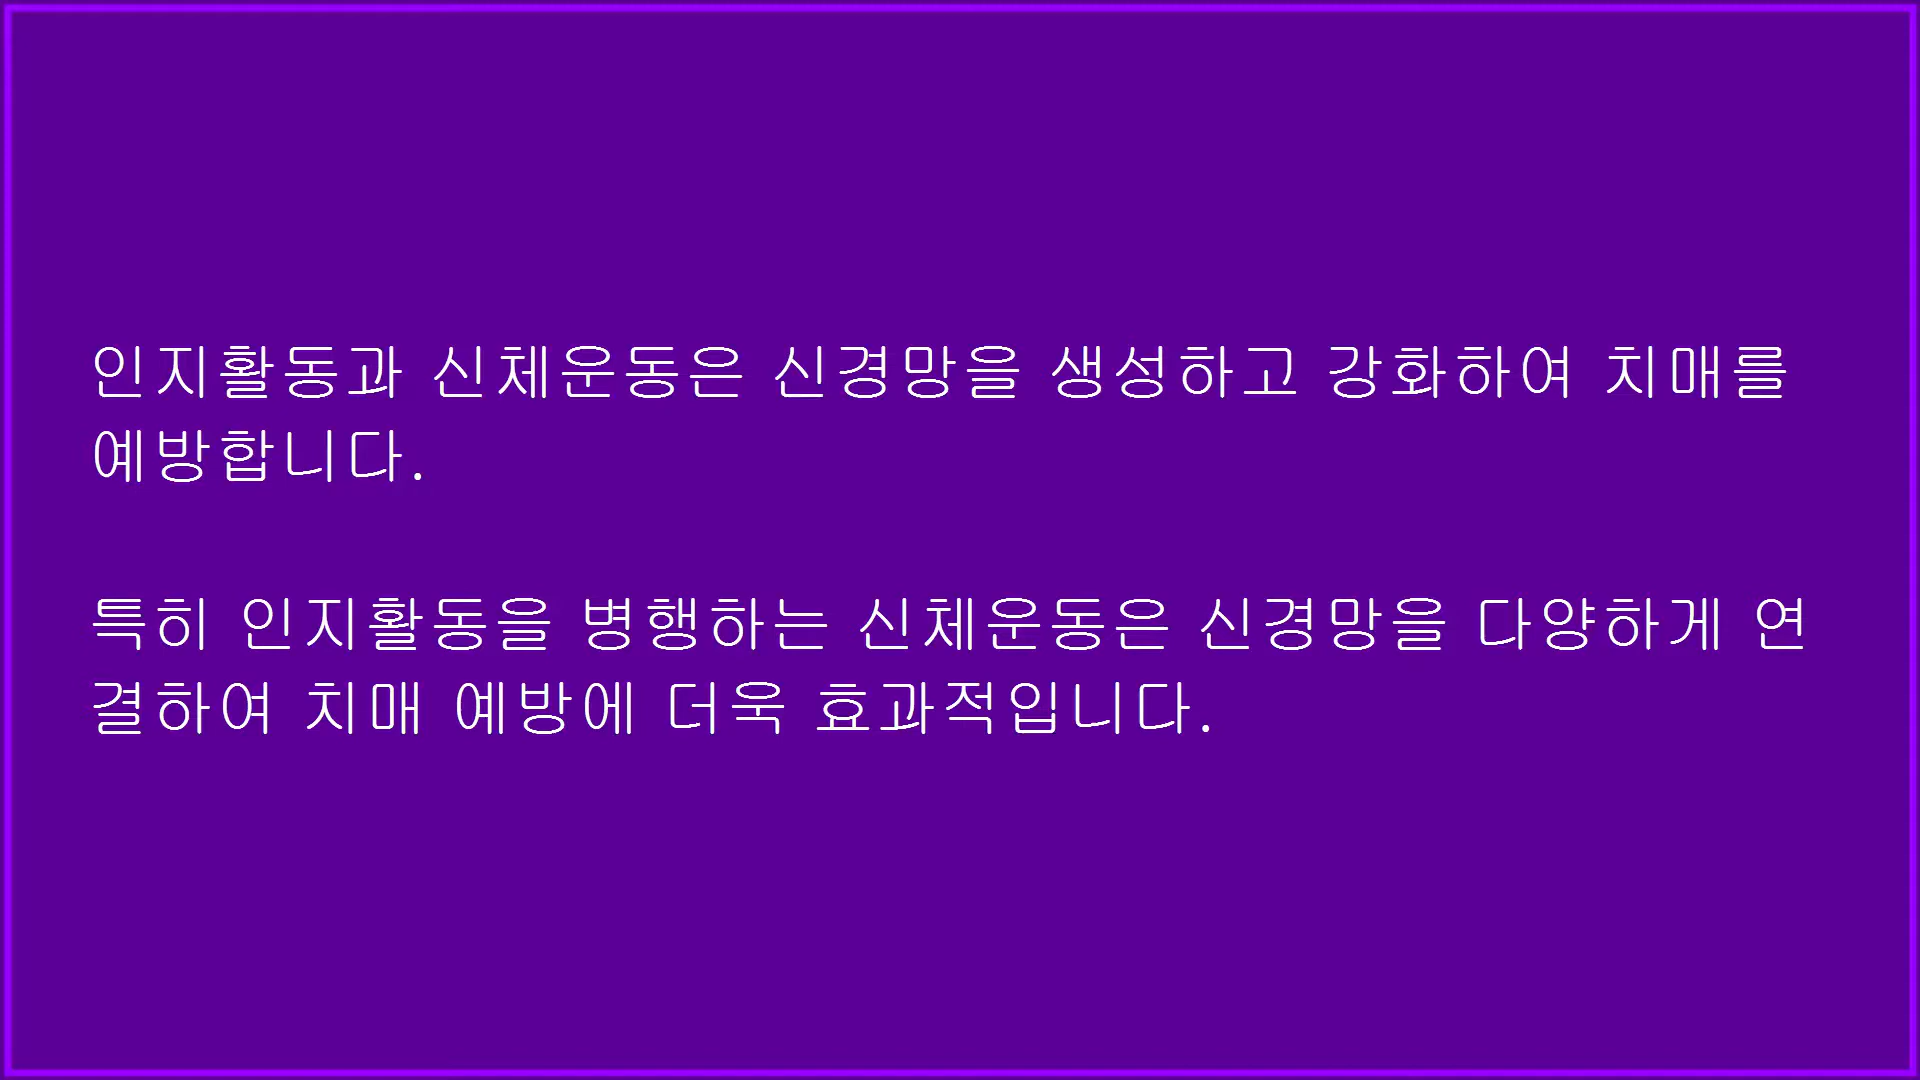 인지활동과 신체운동은 신경망을 생성하고 강화하여 치매를
예방합니다.
특히 인지활동을 병행하는 신체운동은 신경망을 다양하게 연
결하여 치매 예방에 더욱 효과적입니다.